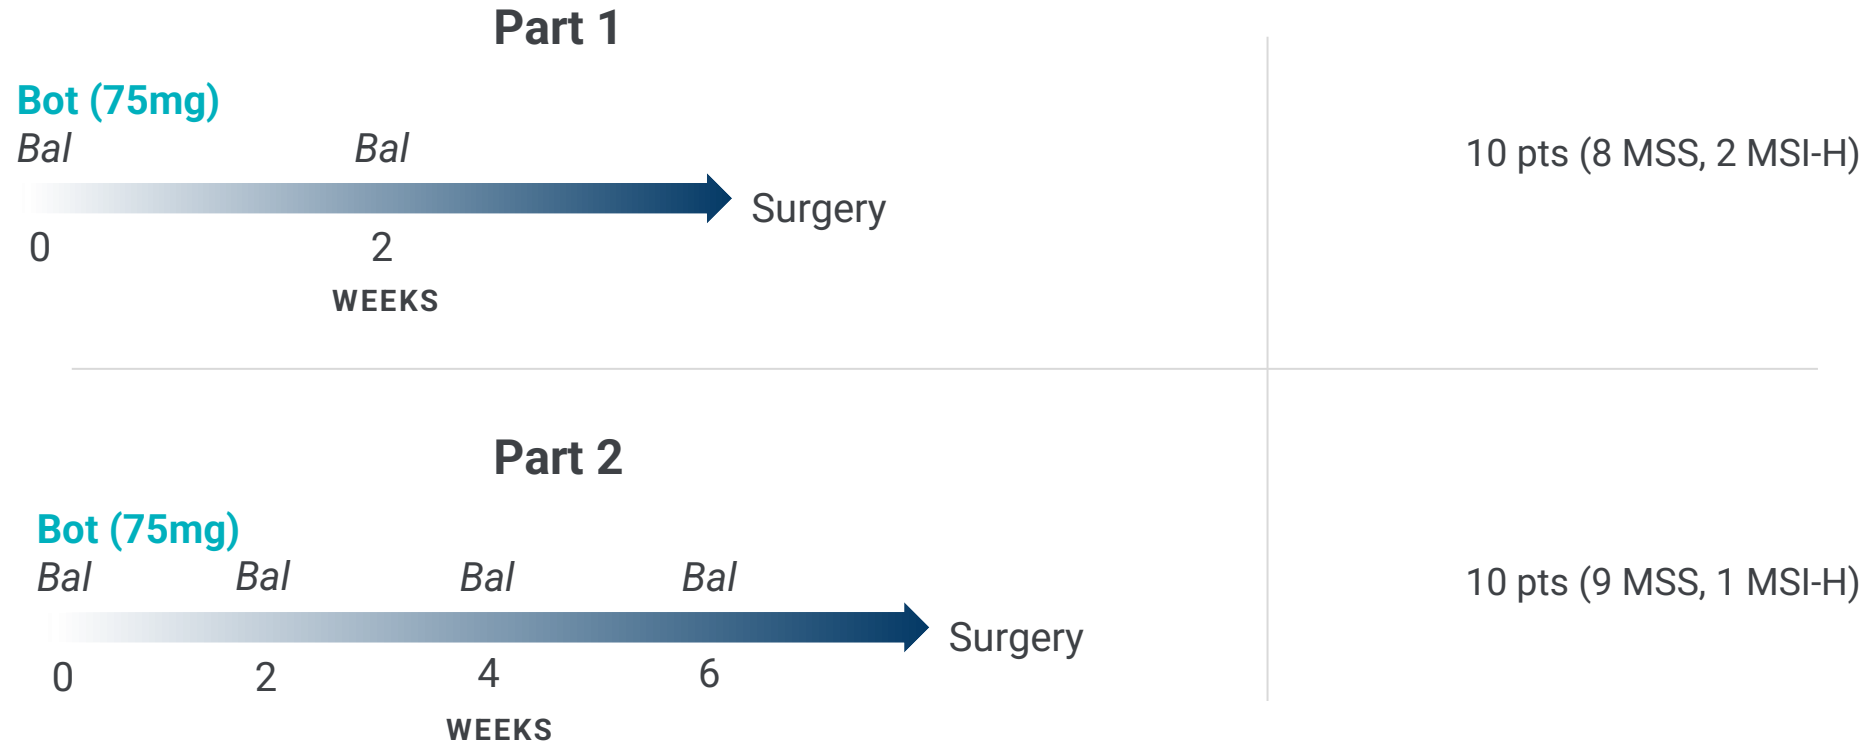 Part 1
Bot (75mg)
Bal Bal
Surgery
0 2
WEEKS
10 pts (8 MSS, 2 MSI-H)
Part 2
Bot (75mg)
Bal Bal Bal Bal
Surgery
0 2 4 6
WEEKS
10 pts (9 MSS, 1 MSI-H)